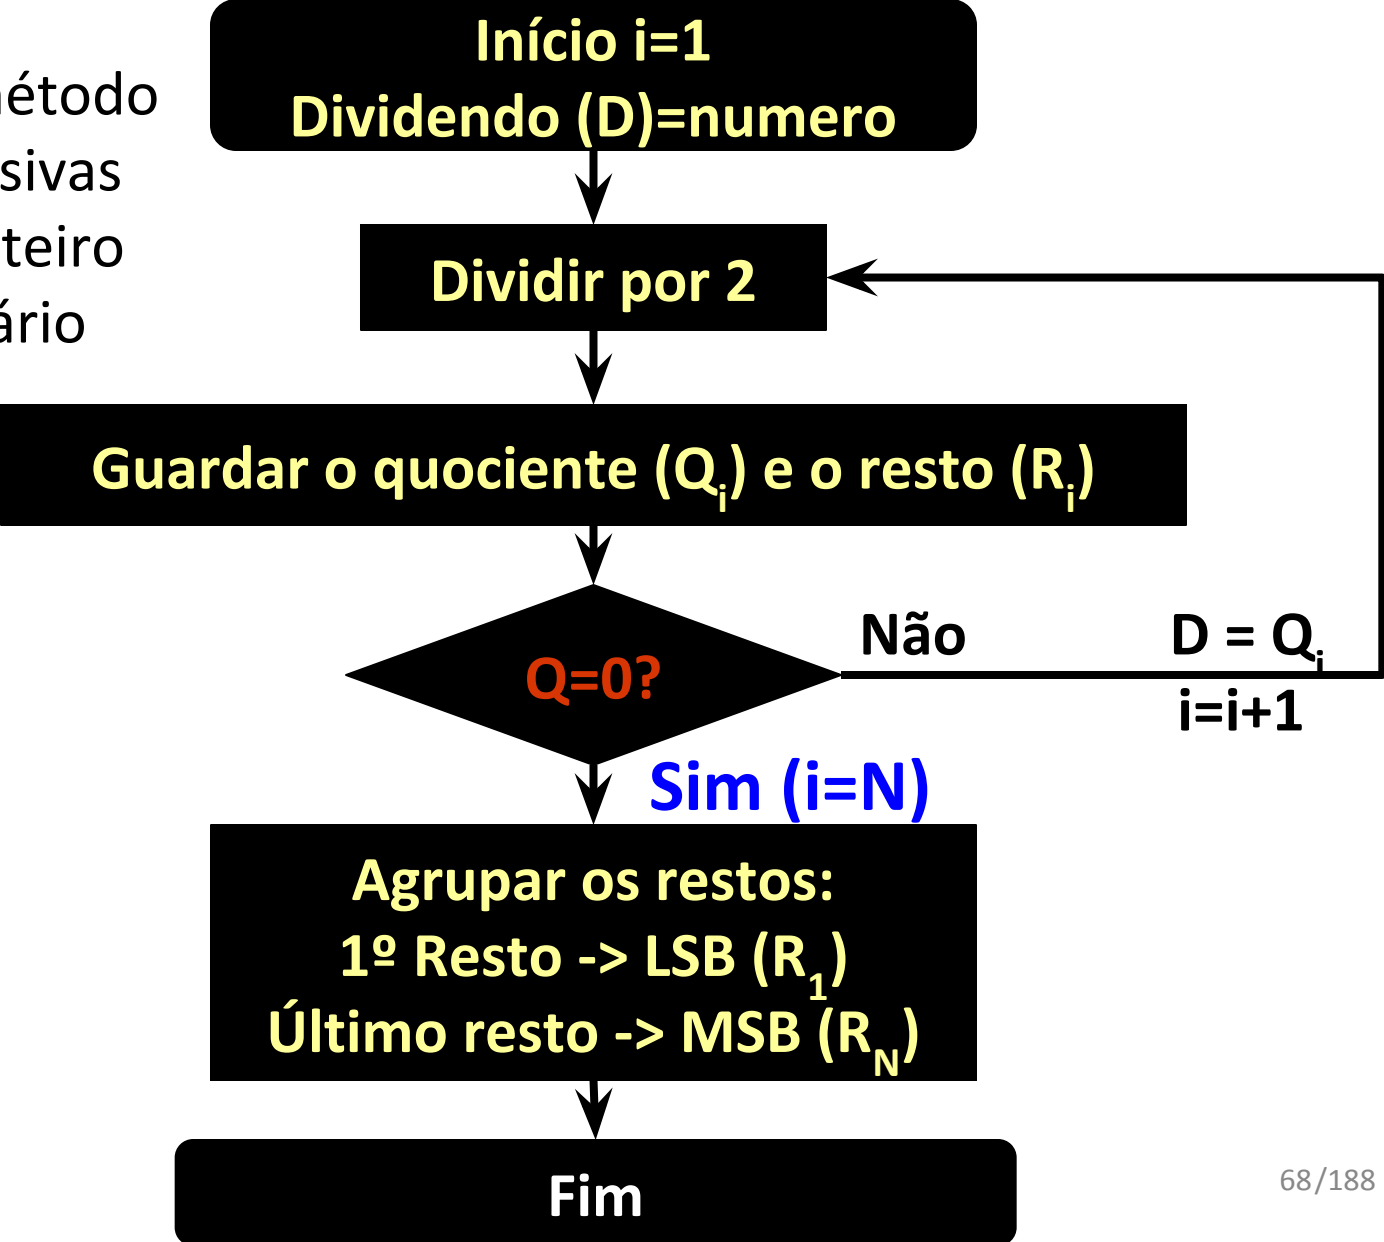 Início i=1
Dividendo (D)=numero
étodo
sivas
teiro
ário
Dividir por 2
Guardar o quociente (Qi) e o resto (Ri)
Q=0?
Não
D = Qi
i=i+1
Sim (i=N)
Agrupar os restos:
1º Resto -> LSB (R1)
Último resto -> MSB (RN)
Fim
68/188